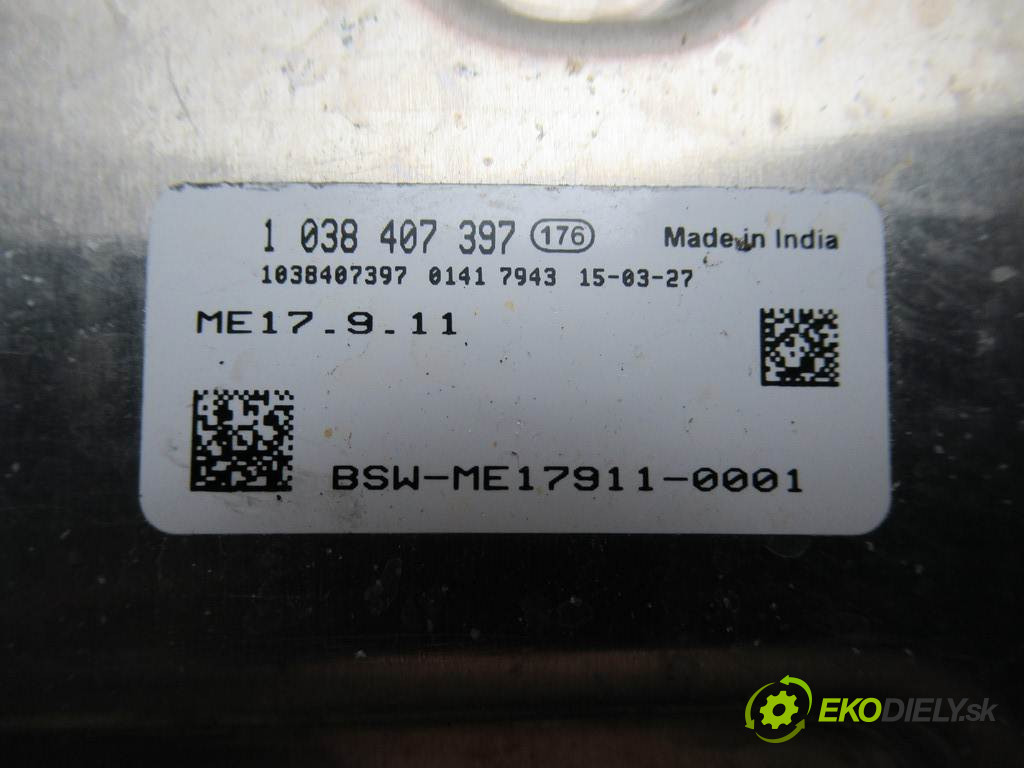 1 038 407 397 176 Made in India
1038407397 0141 7943 15-03-27
ME17.9.11
BSW-ME17911-0001
EKODIELY.sk